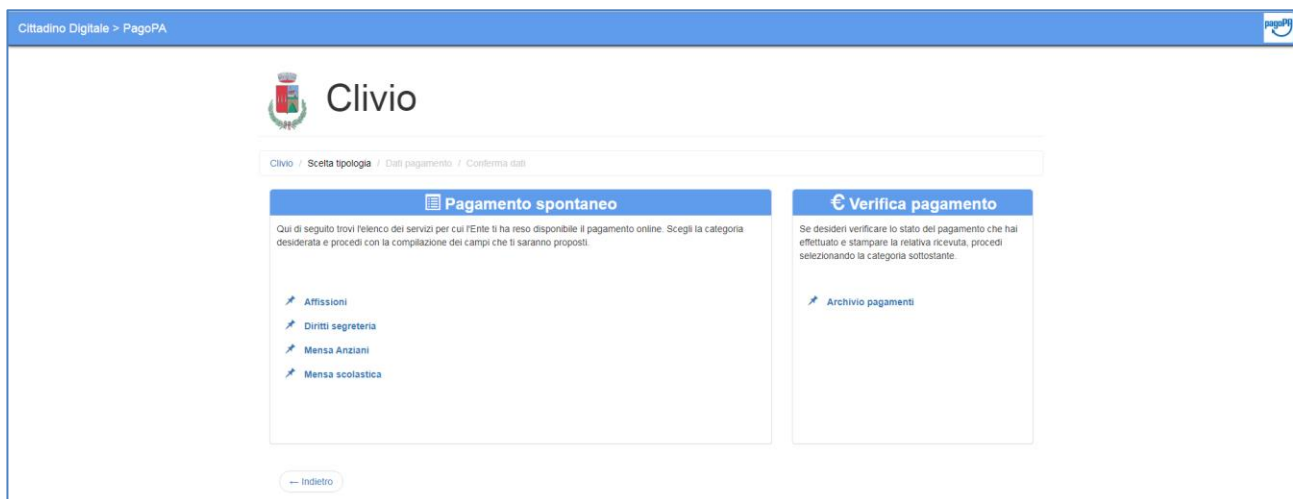 Cittadino Digitale > PagoPA
pagoPA
Clivio
Clivio / Scelta tipologia / Dati pagamento / Conferma dati
Pagamento spontaneo
Qui di seguito trovi l'elenco dei servizi per cui l'Ente ti ha reso disponibile il pagamento online. Scegli la categoria
desiderata e procedi con la compilazione dei campi che ti saranno proposti.
Affissioni
Diritti segreteria
Mensa Anziani
Mensa scolastica
€ Verifica pagamento
Se desideri verificare lo stato del pagamento che hai
effettuato e stampare la relativa ricevuta, procedi
selezionando la categoria sottostante.
Archivio pagamenti
← Indietro